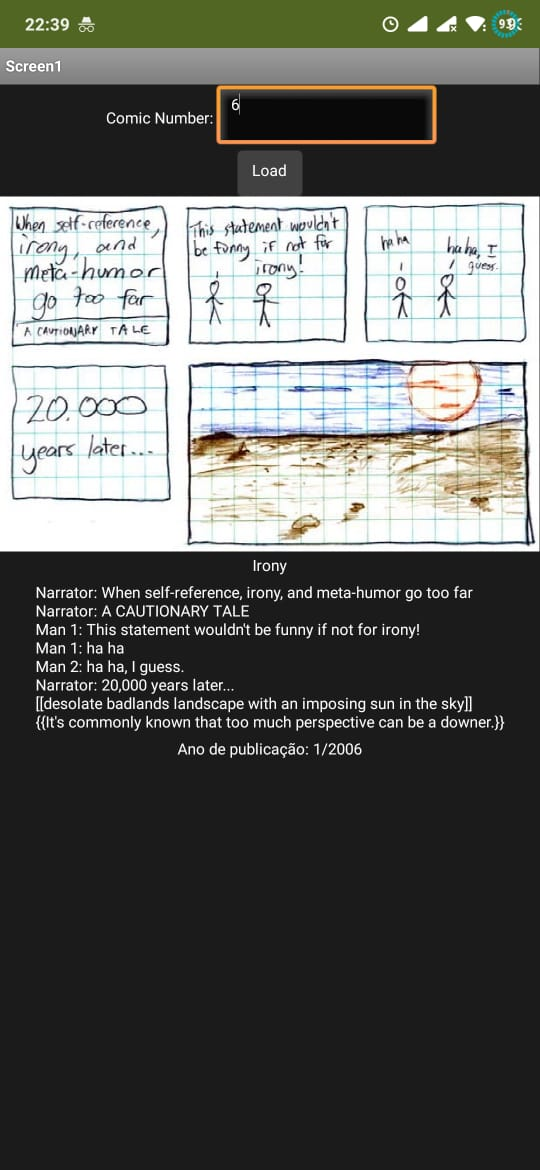 22:39
Screen1
Comic Number:
6
Load
When self-reference,
irony, and
meta-humor
go too far
A CAUTIONARY TALE
This statement wouldn't
be funny if not for
irony!
ha ha
ha ha, I
guess.
20,000
years later...
Irony
Narrator: When self-reference, irony, and meta-humor go too far
Narrator: A CAUTIONARY TALE
Man 1: This statement wouldn't be funny if not for irony!
Man 1: ha ha
Man 2: ha ha, I guess.
Narrator: 20,000 years later...
[[desolate badlands landscape with an imposing sun in the sky]]
{{It's commonly known that too much perspective can be a downer.}}
Ano de publicação: 1/2006